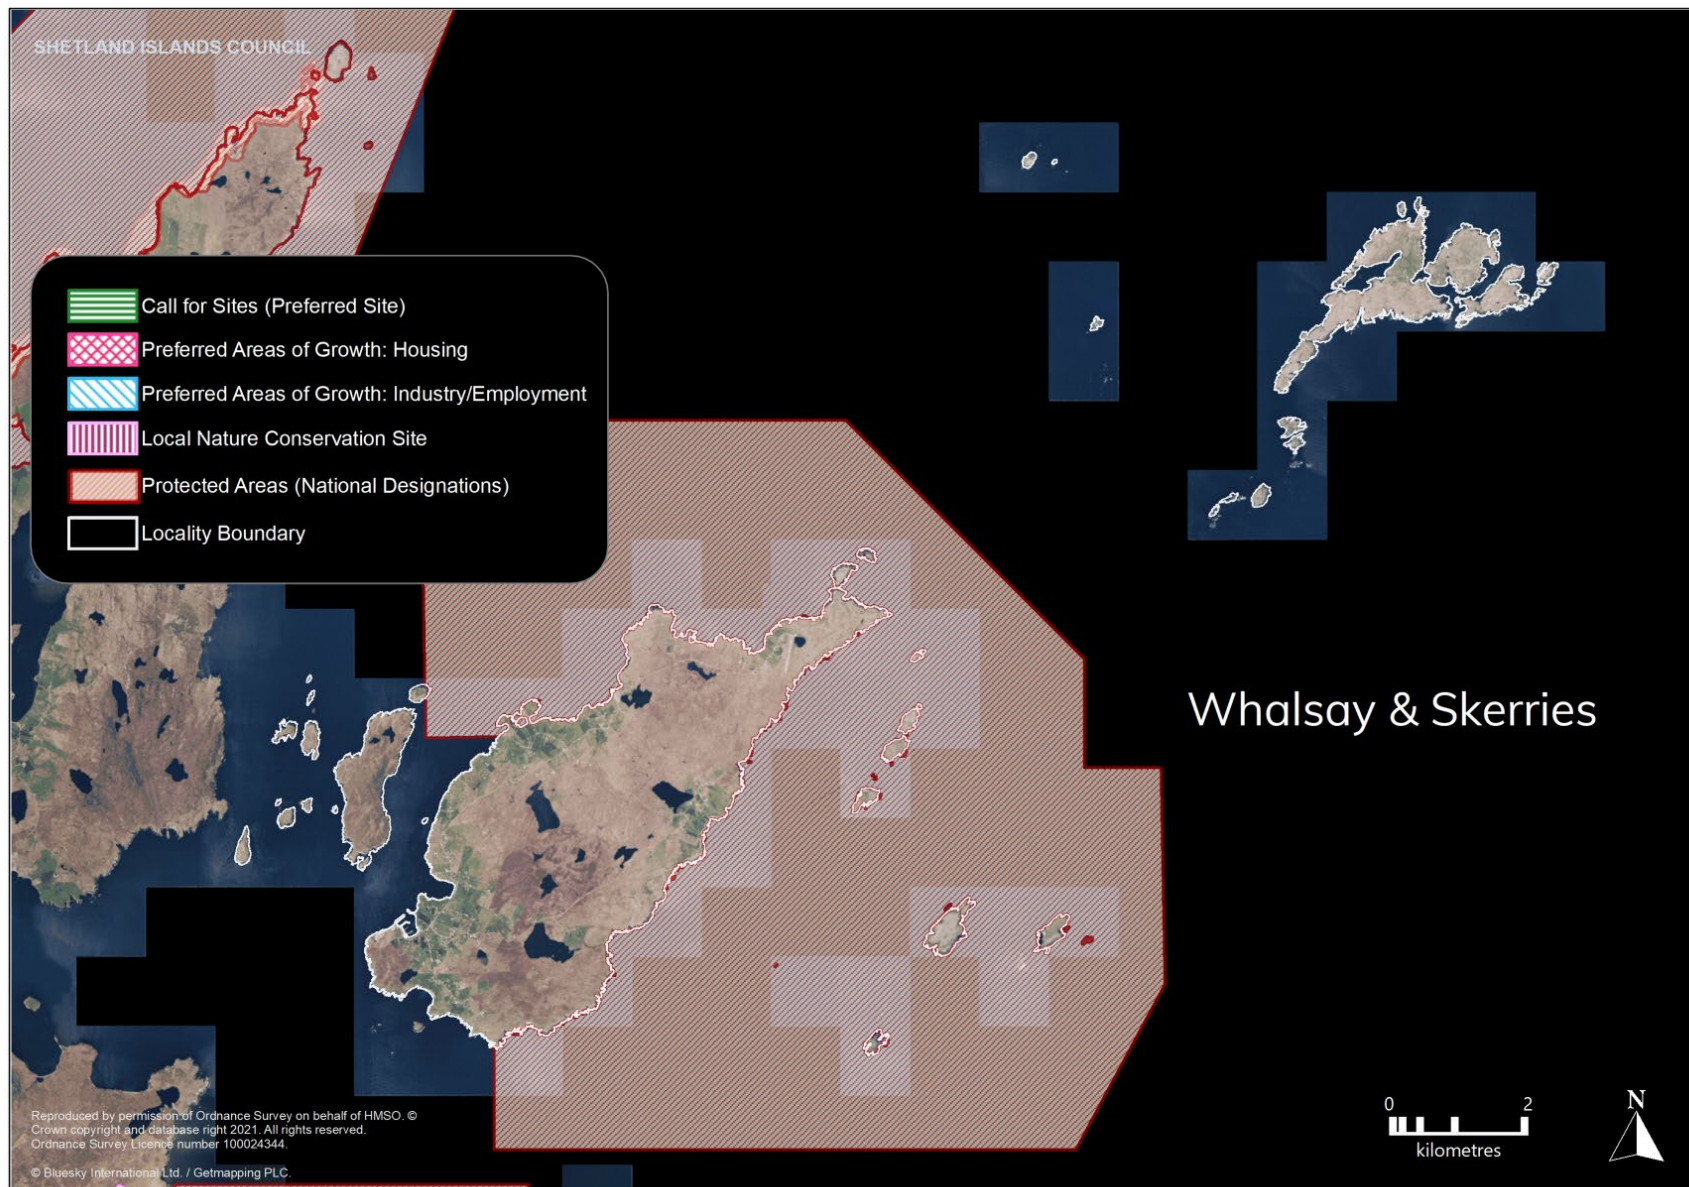 SHETLAND ISLANDS COUNCIL
Call for Sites (Preferred Site)
Preferred Areas of Growth: Housing
Preferred Areas of Growth: Industry/Employment
Local Nature Conservation Site
Protected Areas (National Designations)
Locality Boundary
Whalsay & Skerries
Reproduced by permission of Ordnance Survey on behalf of HMSO. ©
Crown copyright and database right 2021. All rights reserved.
Ordnance Survey Licence number 100024344.
© Bluesky International Ltd. / Getmapping PLC.
0 2
kilometres
N